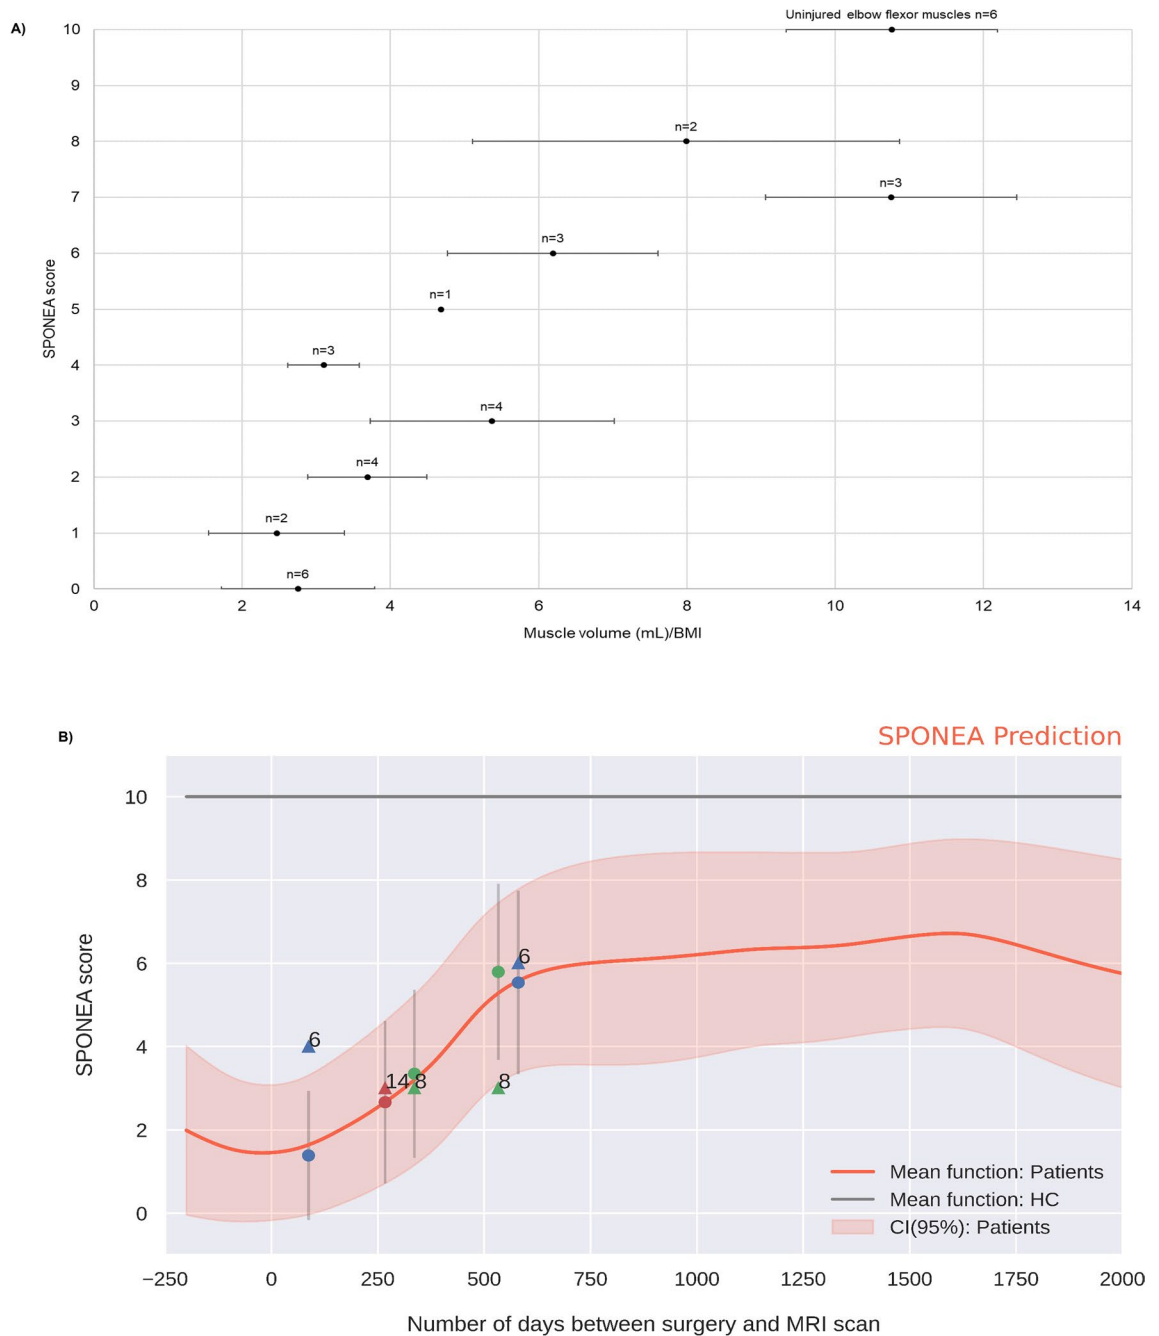 A)
Uninjured elbow flexor muscles n=6
10
9
n=2
8
n=3
7
n=3
6
n=1
5
n=3
4
n=4
3
n=4
2
n=2
1
n=6
0
0 2 4 6 8 10 12 14
SPONEA score
Muscle volume (mL)/BMI
B)
SPONEA Prediction
10
8
6
6
6
4
14 8 8
2
0
SPONEA score
Mean function: Patients
Mean function: HC
CI(95%): Patients
−250 0 250 500 750 1000 1250 1500 1750 2000
Number of days between surgery and MRI scan